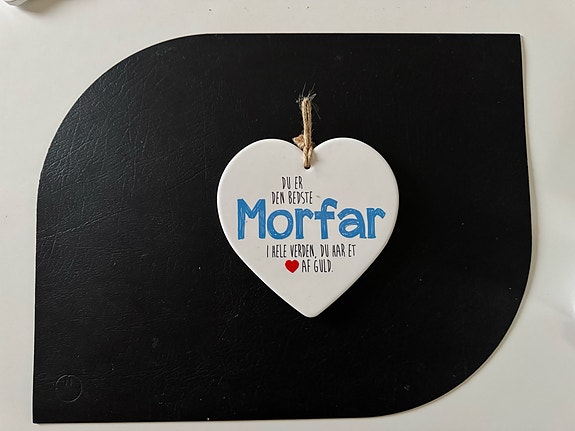 DU ER
DEN BEDSTE
Morfar
I HELE VERDEN, DU HAR ET
❤ AF GULD.